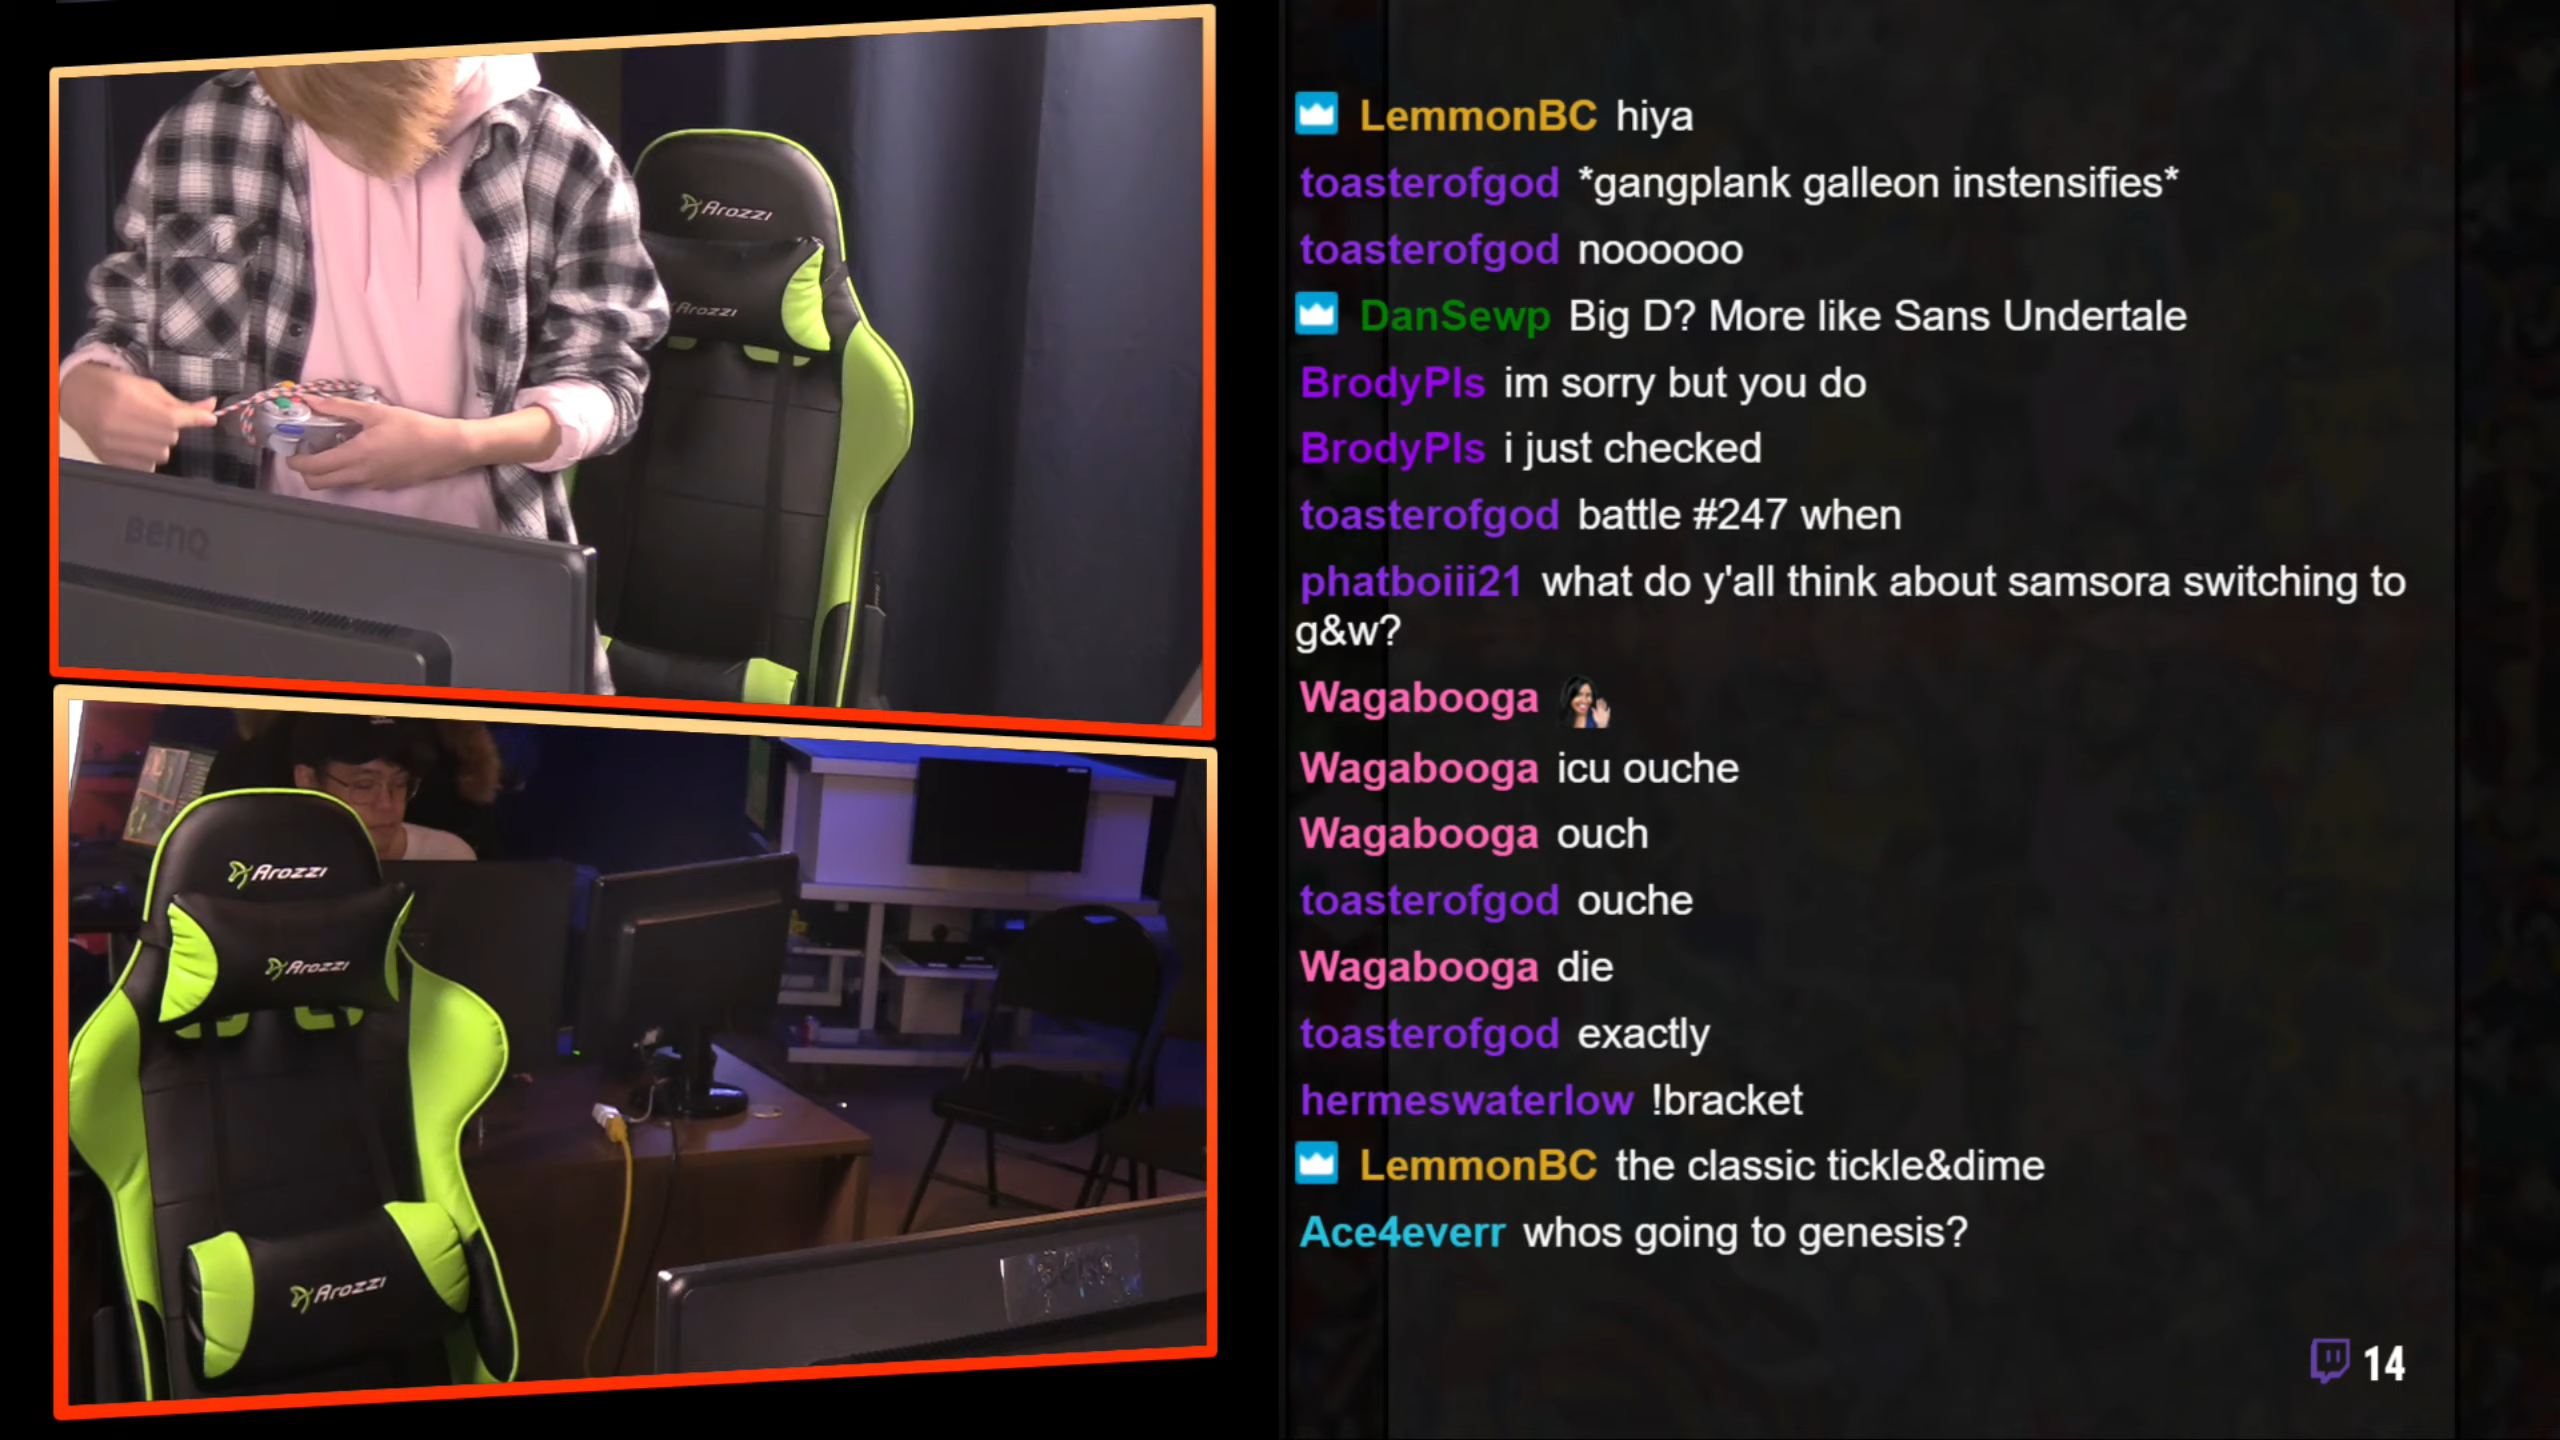 Arozzi
Arozzi
BenQ
Arozzi
Arozzi
Arozzi
LemmonBC hiya
toasterofgod *gangplank galleon instensifies*
toasterofgod noooooo
DanSewp Big D? More like Sans Undertale
BrodyPls im sorry but you do
BrodyPls i just checked
toasterofgod battle #247 when
phatboiii21 what do y'all think about samsora switching to
g&w?
Wagabooga
Wagabooga icu ouche
Wagabooga ouch
toasterofgod ouche
Wagabooga die
toasterofgod exactly
hermeswaterlow !bracket
LemmonBC the classic tickle&dime
Ace4everr whos going to genesis?
14